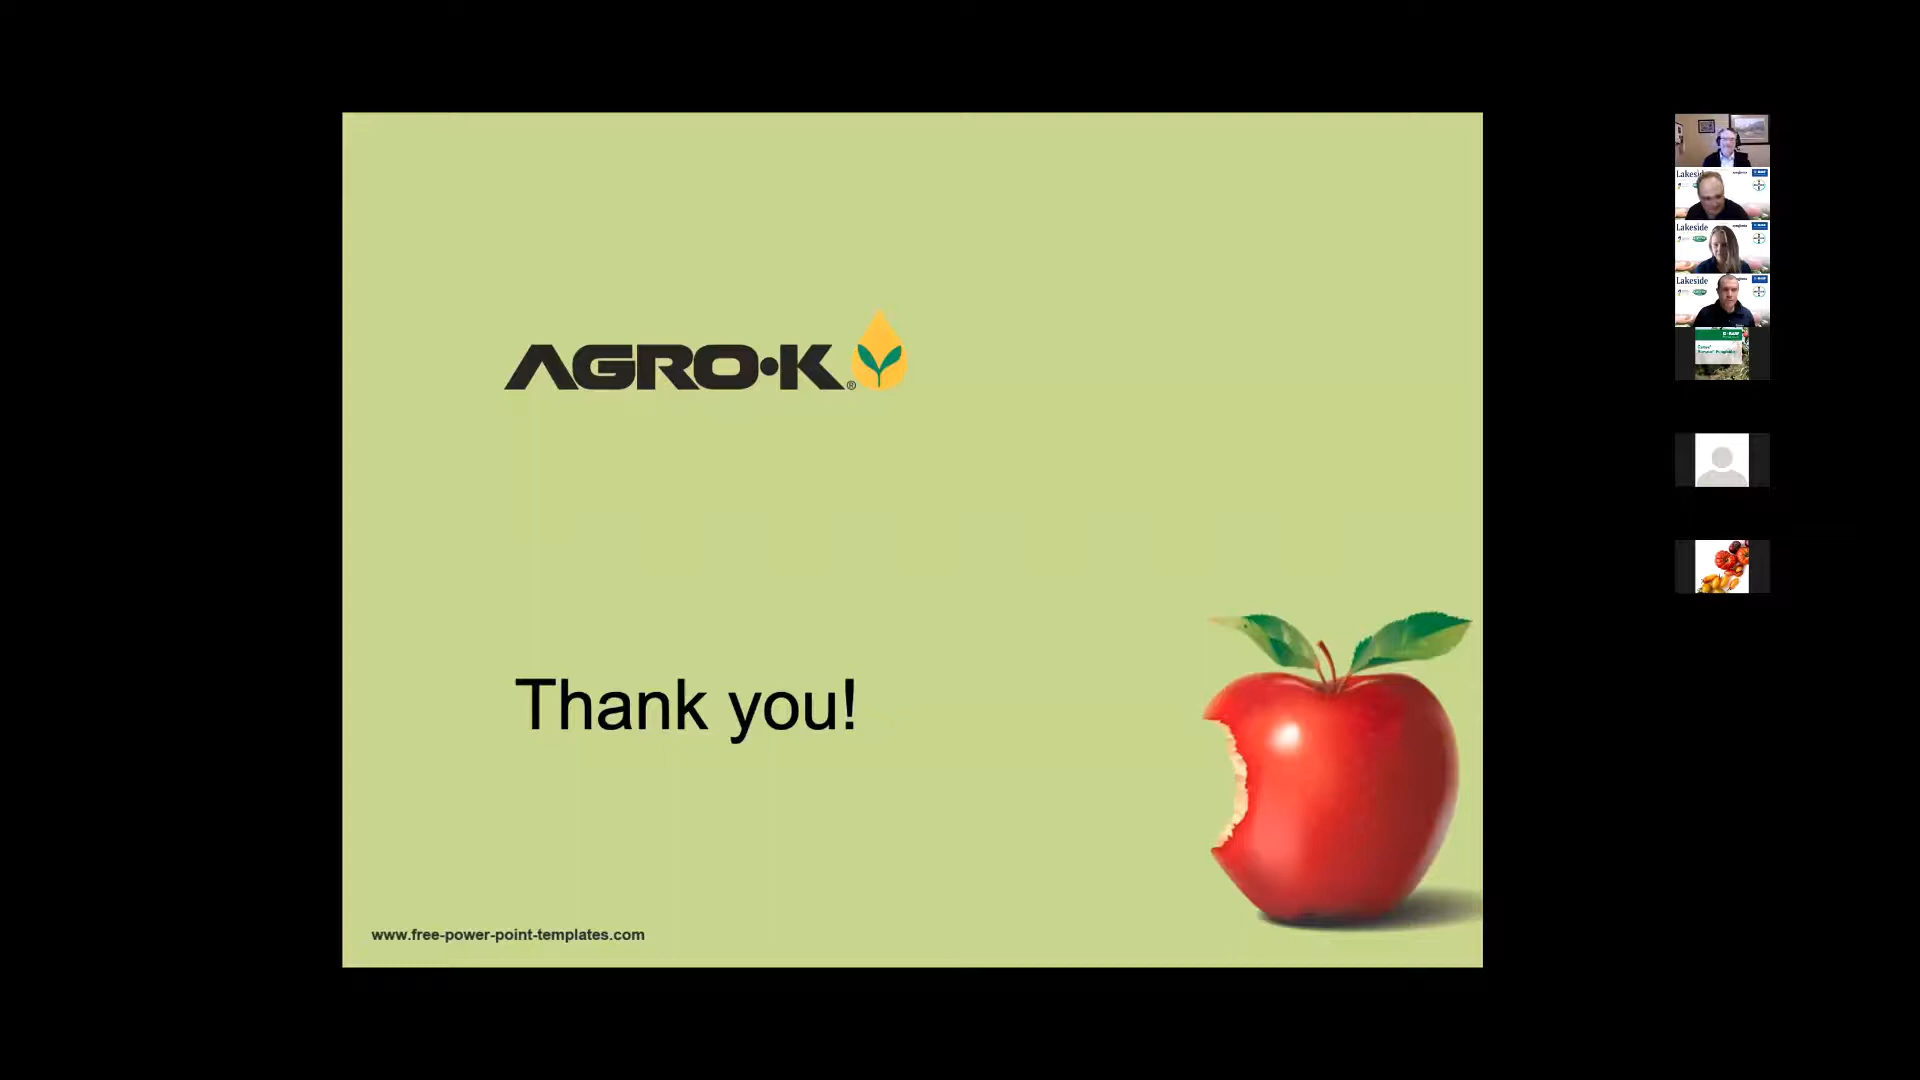 AGRO•K®
Thank you!
www.free-power-point-templates.com
Lakeside
Lakeside
Lakeside